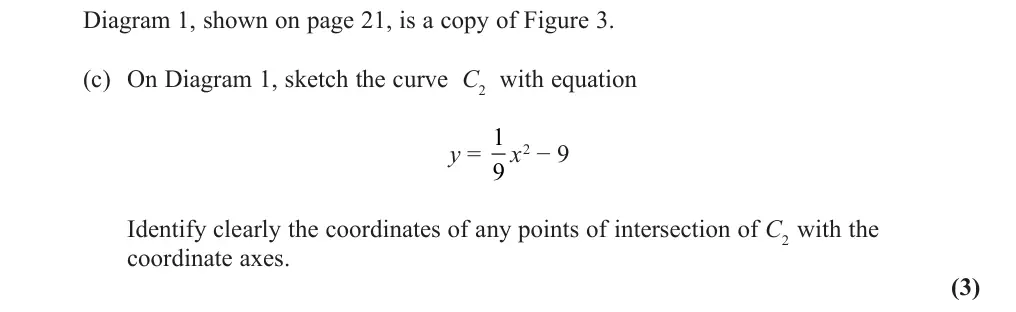 Diagram 1, shown on page 21, is a copy of Figure 3.
(c) On Diagram 1, sketch the curve C₂ with equation
y = 1/9 x² – 9
Identify clearly the coordinates of any points of intersection of C₂ with the
coordinate axes.
(3)